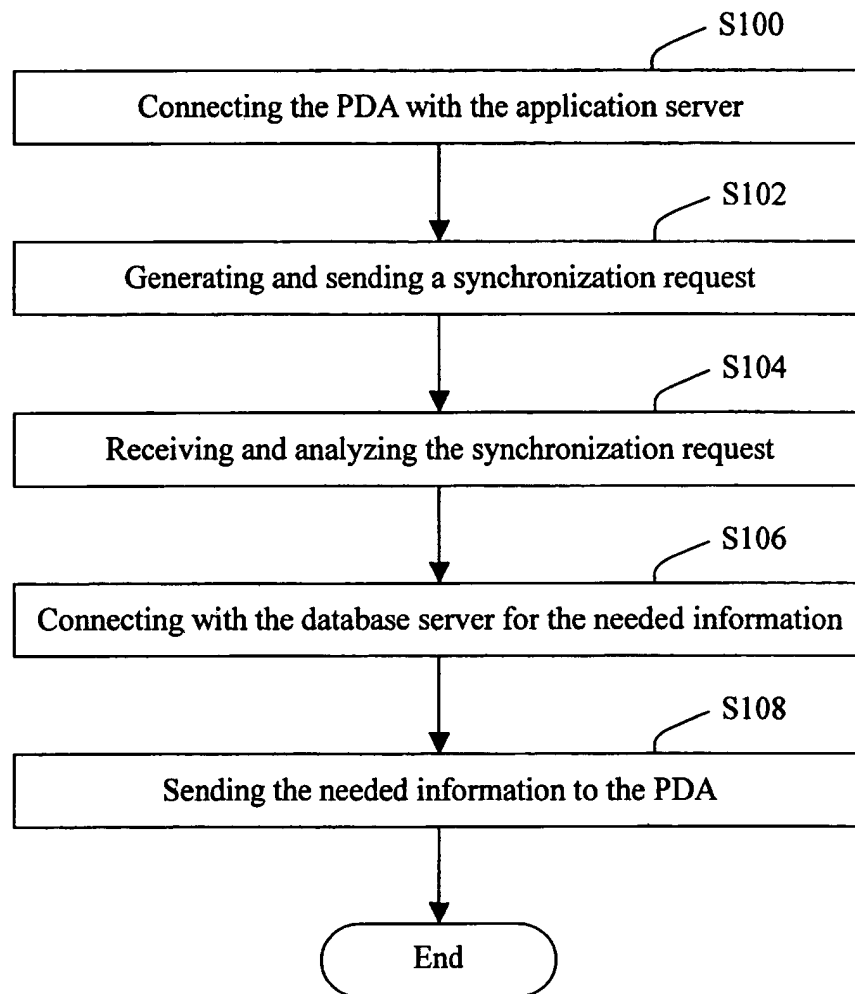 S100
Connecting the PDA with the application server
S102
Generating and sending a synchronization request
S104
Receiving and analyzing the synchronization request
S106
Connecting with the database server for the needed information
S108
Sending the needed information to the PDA
End